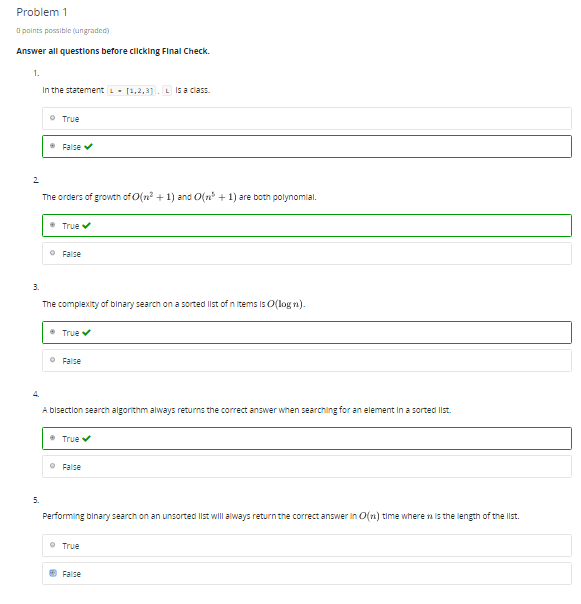 Problem 1
0 points possible (ungraded)
Answer all questions before clicking Final Check.
1.
In the statement L = [1,2,3], L is a class.
True
False
2.
The orders of growth of O(n² + 1) and O(n⁵ + 1) are both polynomial.
True
False
3.
The complexity of binary search on a sorted list of n items is O(log n).
True
False
4.
A bisection search algorithm always returns the correct answer when searching for an element in a sorted list.
True
False
5.
Performing binary search on an unsorted list will always return the correct answer in O(n) time where n is the length of the list.
True
False